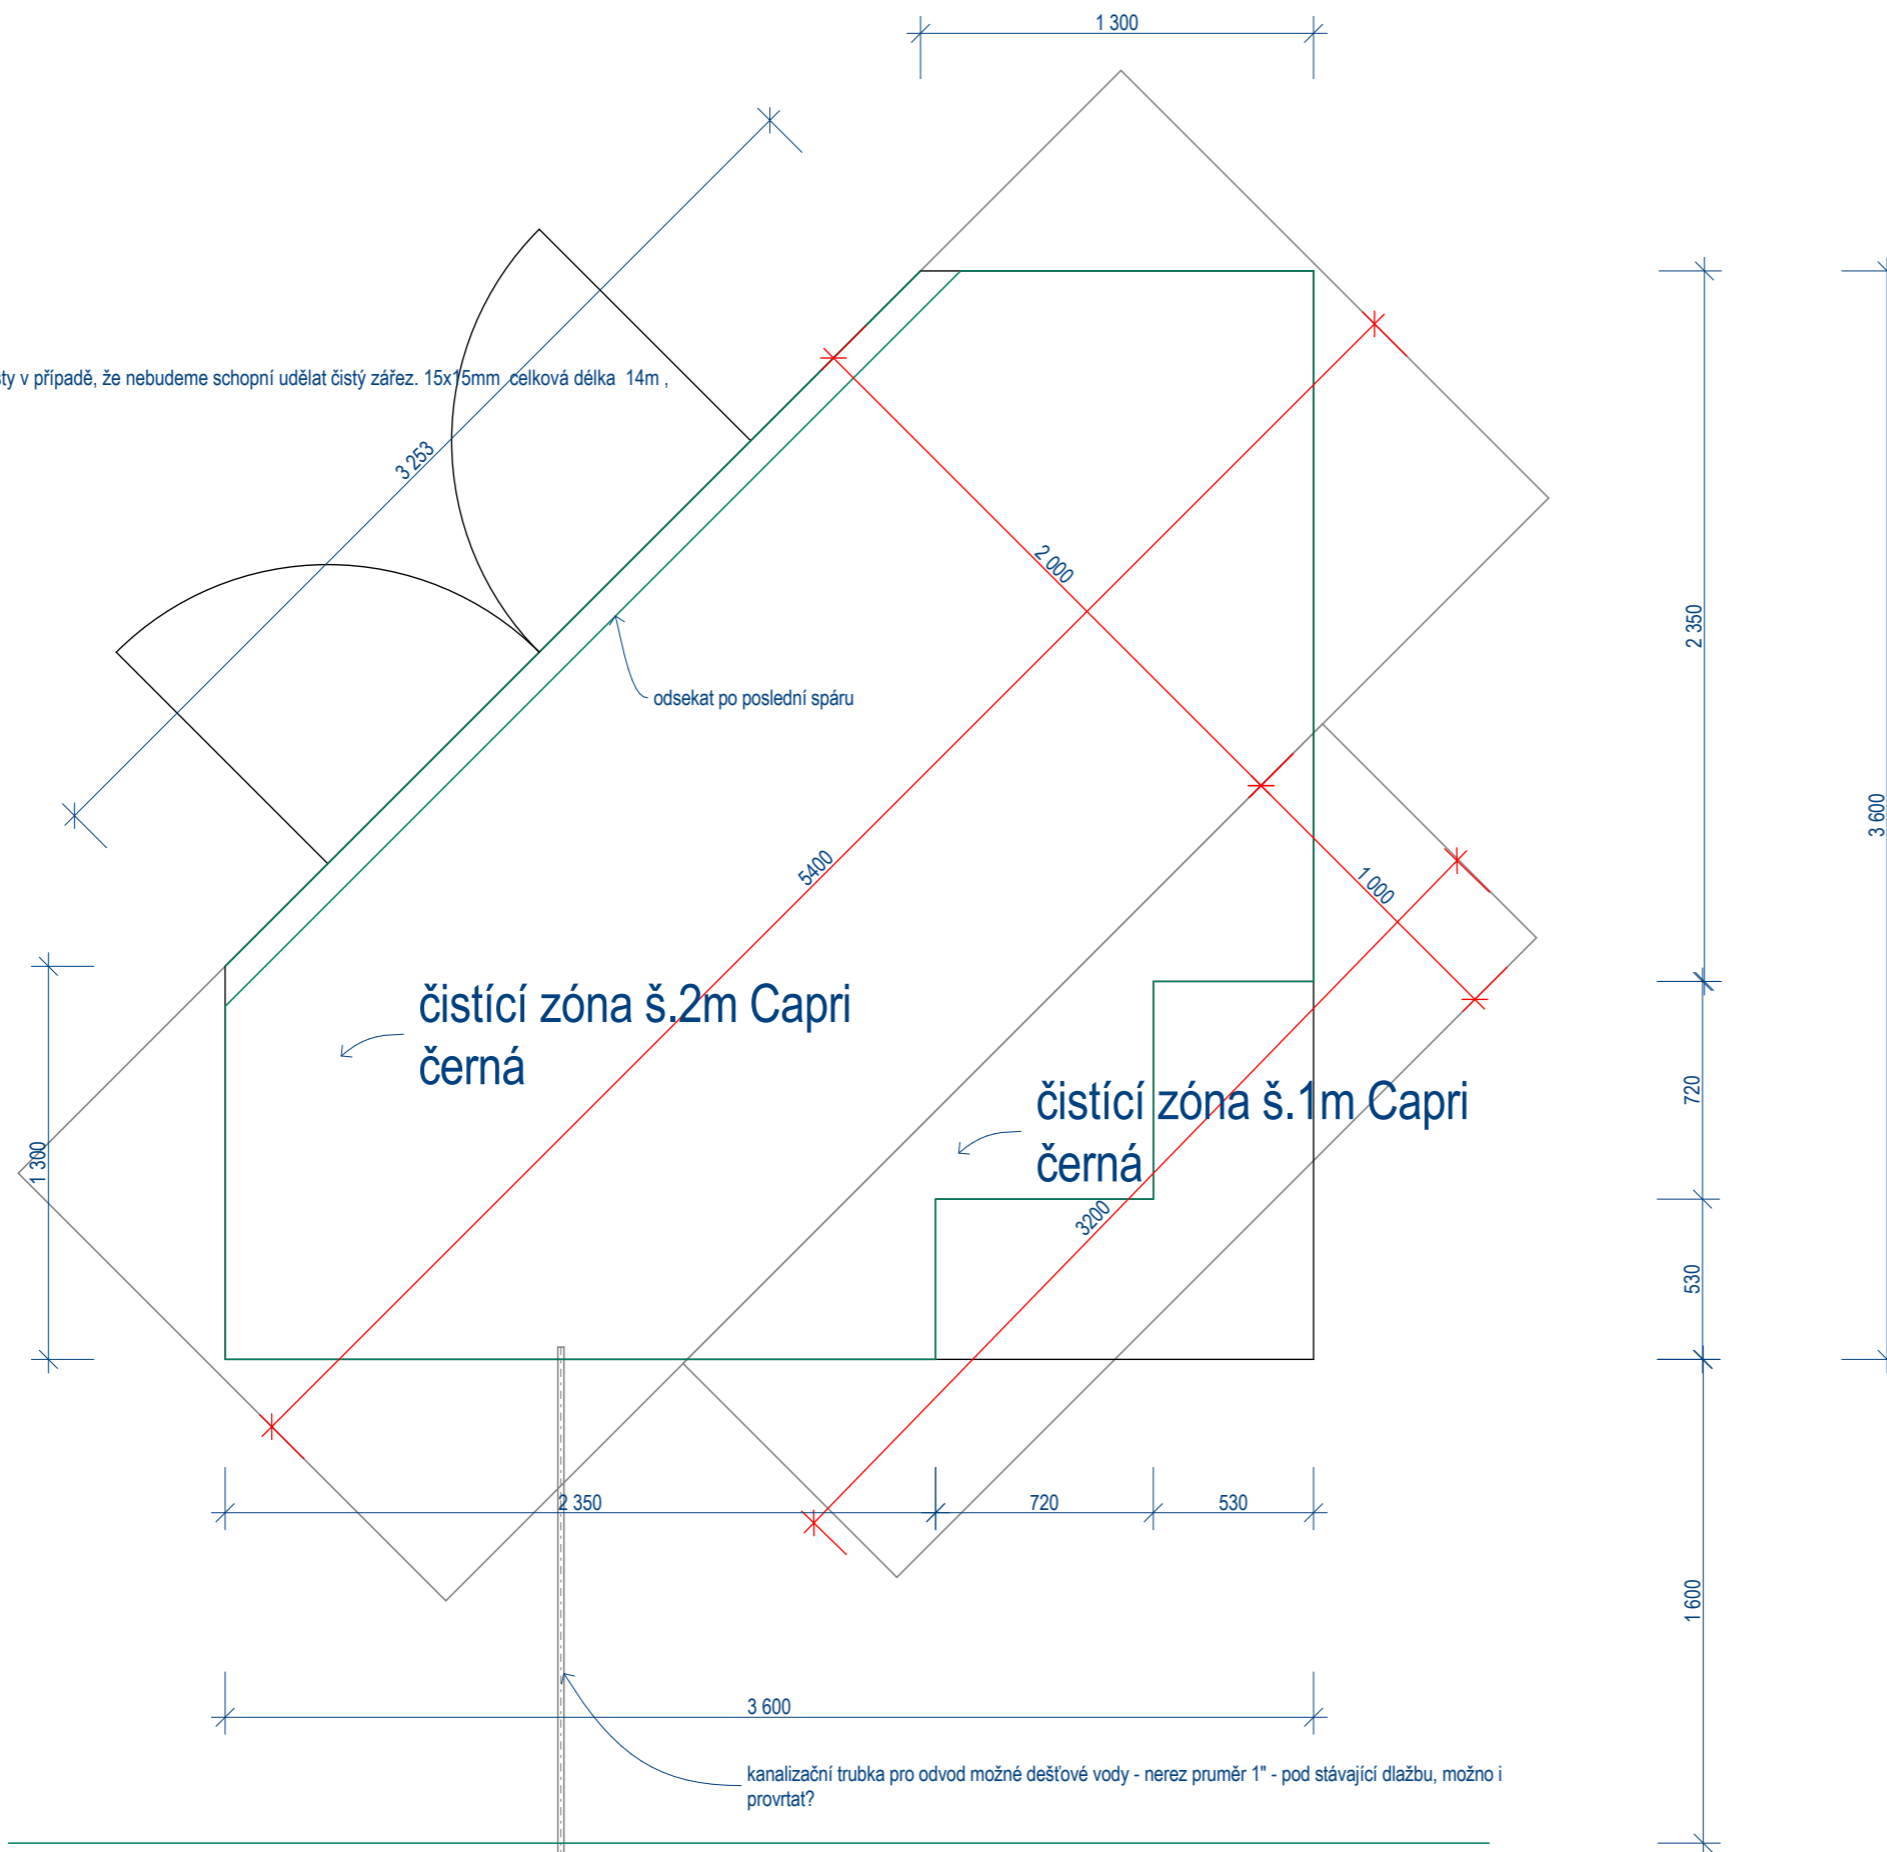 1 300
sty v případě, že nebudeme schopní udělat čistý zářez. 15x15mm celková délka 14m ,
3 253
2 000
2 350
odsekat po poslední spáru
3 600
5400
1 000
čistící zóna š.2m Capri
černá
čistící zóna š.1m Capri
černá
720
1 300
3200
530
2 350
720
530
1 600
3 600
kanalizační trubka pro odvod možné dešťové vody - nerez pruměr 1" - pod stávající dlažbu, možno i
provrtat?